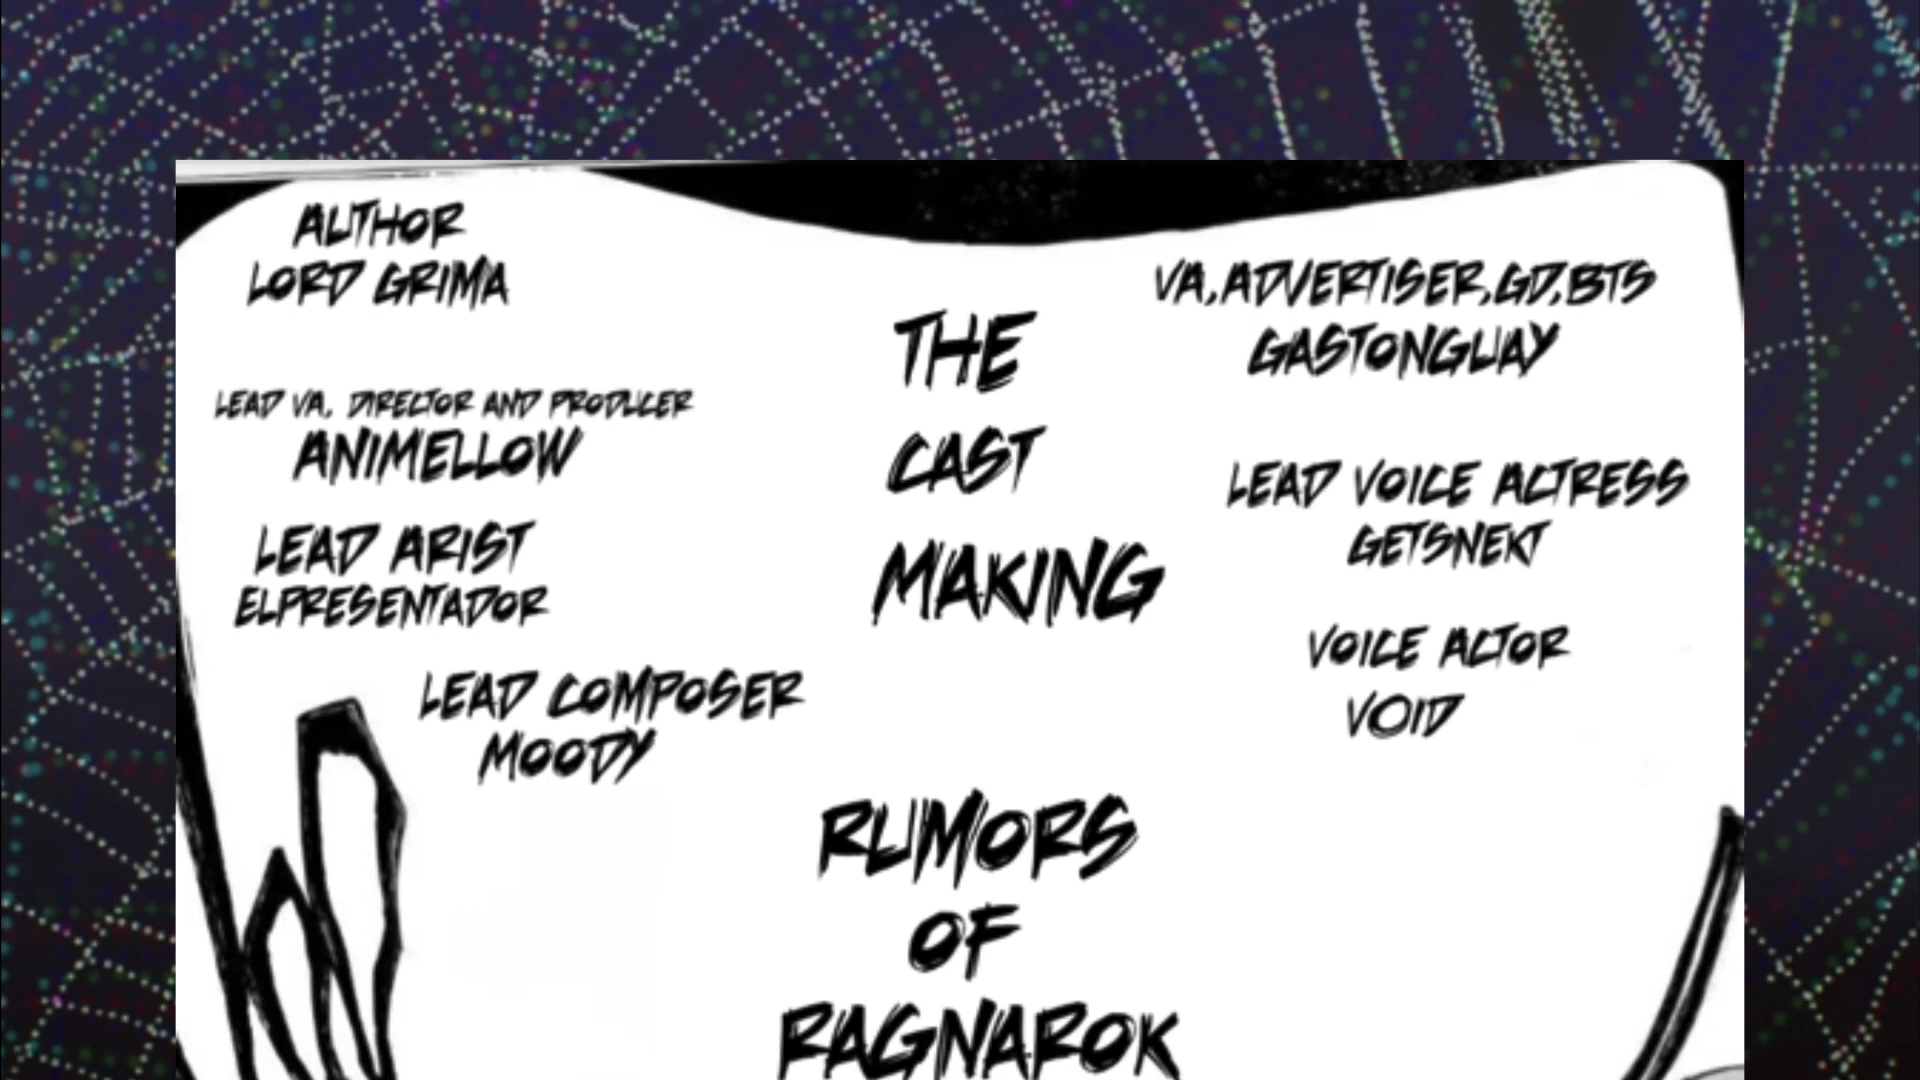 AUTHOR
LORD GRIMA
LEAD VA, DIRECTOR AND PRODUCER
ANIMELLOW
LEAD ARIST
ELPRESENTADOR
LEAD COMPOSER
MOODY
THE
CAST
MAKING
RUMORS
OF
RAGNAROK
VA,ADVERTISER,GD,BTS
GASTONGUAY
LEAD VOICE ACTRESS
GETSNEKT
VOICE ACTOR
VOID